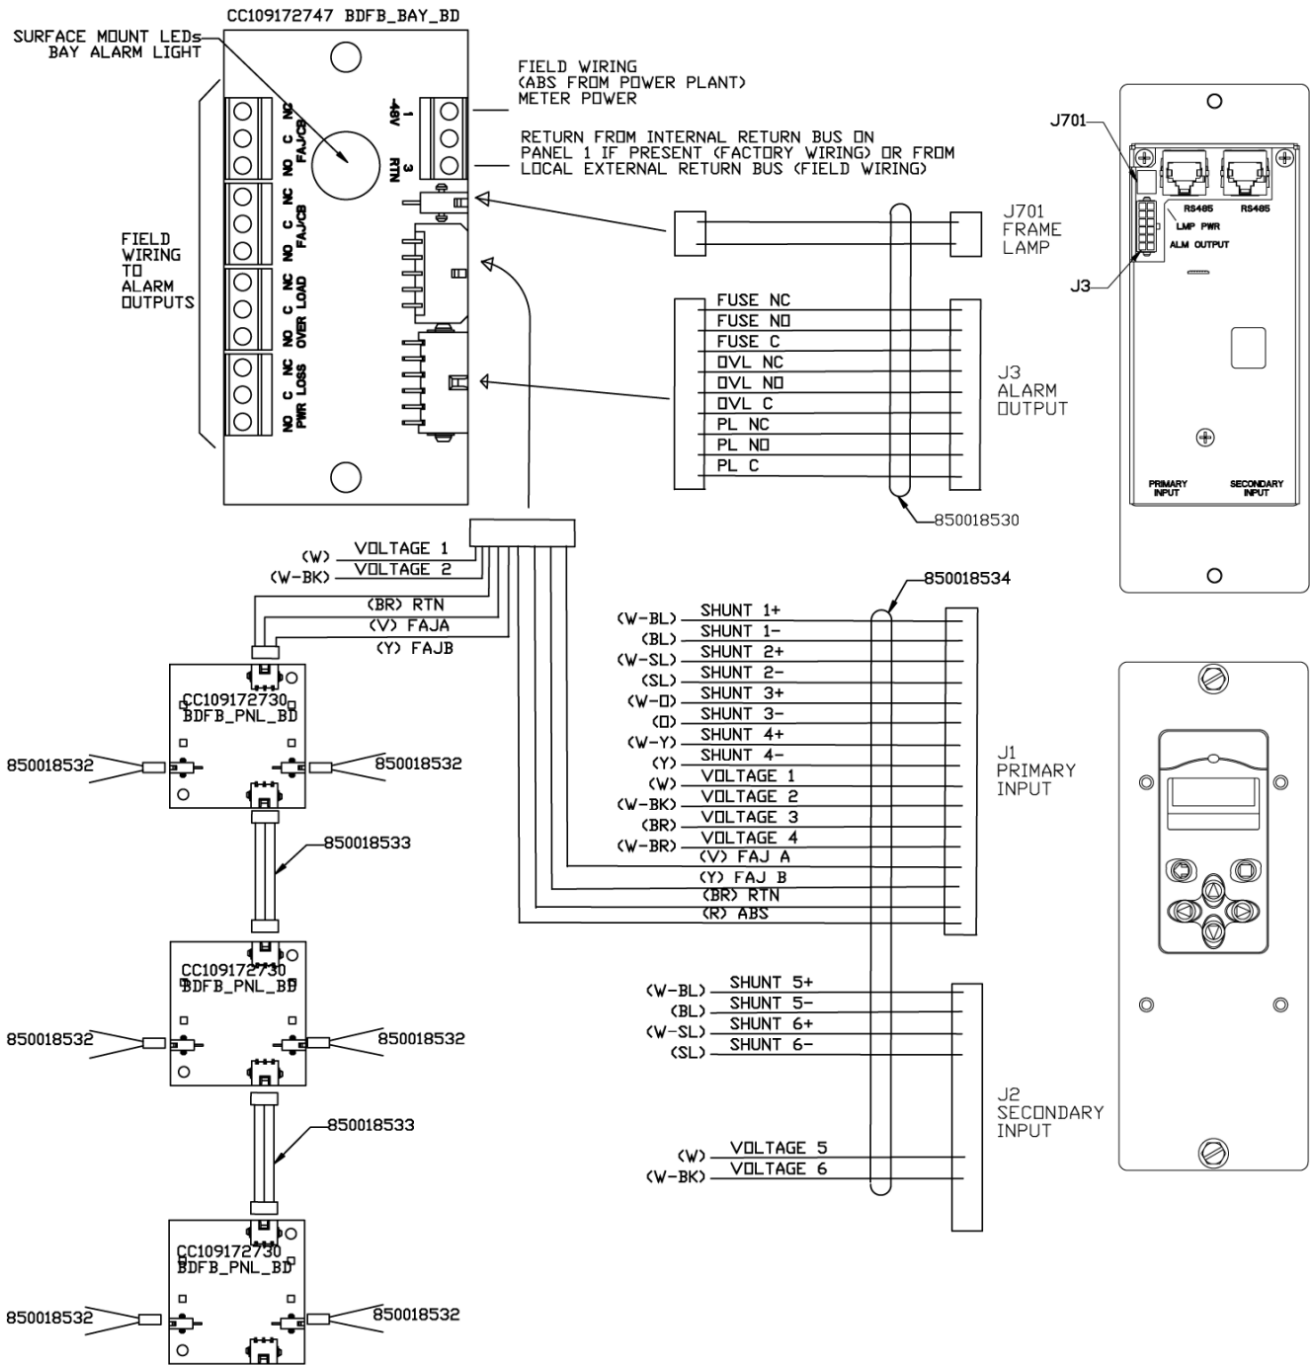 CC109172747 BDFB_BAY_BD
SURFACE MOUNT LEDs
BAY ALARM LIGHT
FIELD WIRING
(ABS FROM POWER PLANT)
METER POWER
RETURN FROM INTERNAL RETURN BUS ON
PANEL 1 IF PRESENT (FACTORY WIRING) OR FROM
LOCAL EXTERNAL RETURN BUS (FIELD WIRING)
-48V
1
3
RTN
NO C NC
FAJ/CB
NO C NC
FAJ/CB
NO C NC
OVER LOAD
NO C NC
PWR LOSS
FIELD
WIRING
TO
ALARM
OUTPUTS
J701
FRAME
LAMP
FUSE NC
FUSE NO
FUSE C
OVL NC
OVL NO
OVL C
PL NC
PL NO
PL C
J3
ALARM
OUTPUT
850018530
J701
RS485
RS485
LMP PWR
ALM OUTPUT
J3
PRIMARY
INPUT
SECONDARY
INPUT
(W) VOLTAGE 1
(W-BK) VOLTAGE 2
(BR) RTN
(V) FAJA
(Y) FAJB
850018534
(W-BL) SHUNT 1+
(BL) SHUNT 1-
(W-SL) SHUNT 2+
(SL) SHUNT 2-
(W-O) SHUNT 3+
(O) SHUNT 3-
(W-Y) SHUNT 4+
(Y) SHUNT 4-
(W) VOLTAGE 1
(W-BK) VOLTAGE 2
(BR) VOLTAGE 3
(W-BR) VOLTAGE 4
(V) FAJ A
(Y) FAJ B
(BR) RTN
(R) ABS
J1
PRIMARY
INPUT
(W-BL) SHUNT 5+
(BL) SHUNT 5-
(W-SL) SHUNT 6+
(SL) SHUNT 6-
(W) VOLTAGE 5
(W-BK) VOLTAGE 6
J2
SECONDARY
INPUT
CC109172730
BDFB_PNL_BD
850018532
850018532
850018533
CC109172730
BDFB_PNL_BD
850018532
850018532
850018533
CC109172730
BDFB_PNL_BD
850018532
850018532